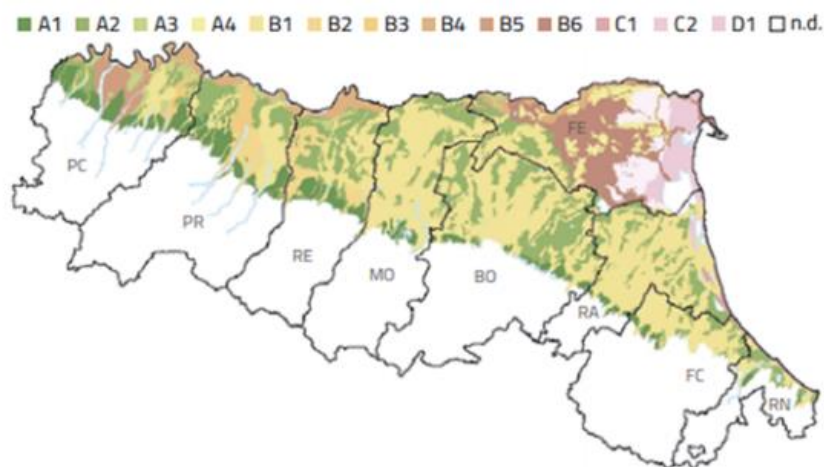 A1 A2 A3 A4 B1 B2 B3 B4 B5 B6 C1 C2 D1 n.d.
FE
PC
PR
RE
MO
BO
RA
FC
RN